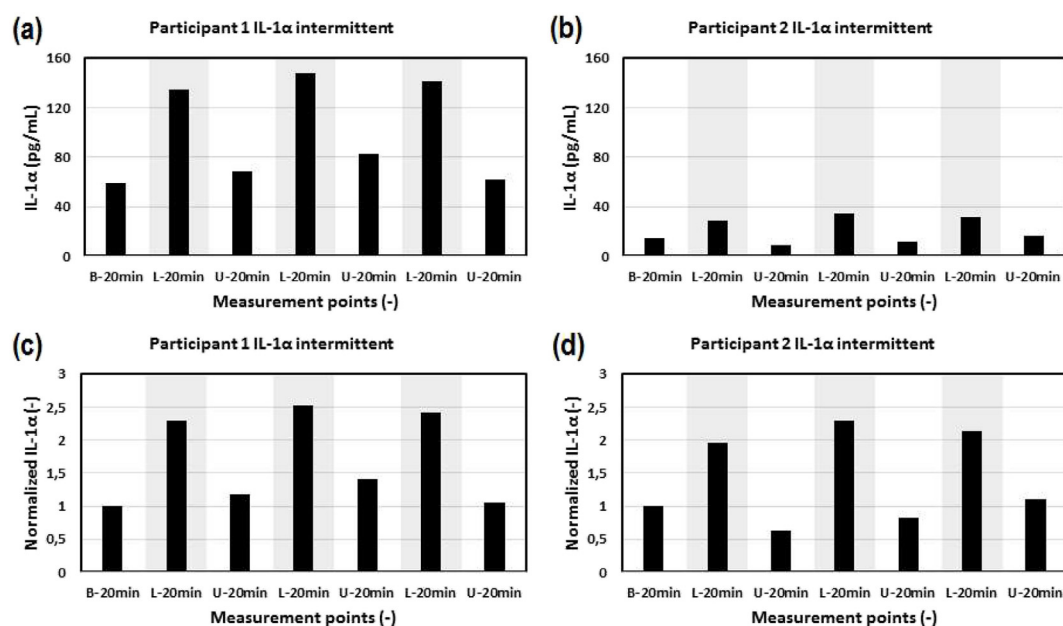 (a)
Participant 1 IL-1α intermittent
160
120
80
40
0
IL-1α (pg/mL)
B-20min L-20min U-20min L-20min U-20min L-20min U-20min
Measurement points (-)
(b)
Participant 2 IL-1α intermittent
160
120
80
40
0
IL-1α (pg/mL)
B-20min L-20min U-20min L-20min U-20min L-20min U-20min
Measurement points (-)
(c)
Participant 1 IL-1α intermittent
3
2,5
2
1,5
1
0,5
0
Normalized IL-1α (-)
B-20min L-20min U-20min L-20min U-20min L-20min U-20min
Measurement points (-)
(d)
Participant 2 IL-1α intermittent
3
2,5
2
1,5
1
0,5
0
Normalized IL-1α (-)
B-20min L-20min U-20min L-20min U-20min L-20min U-20min
Measurement points (-)